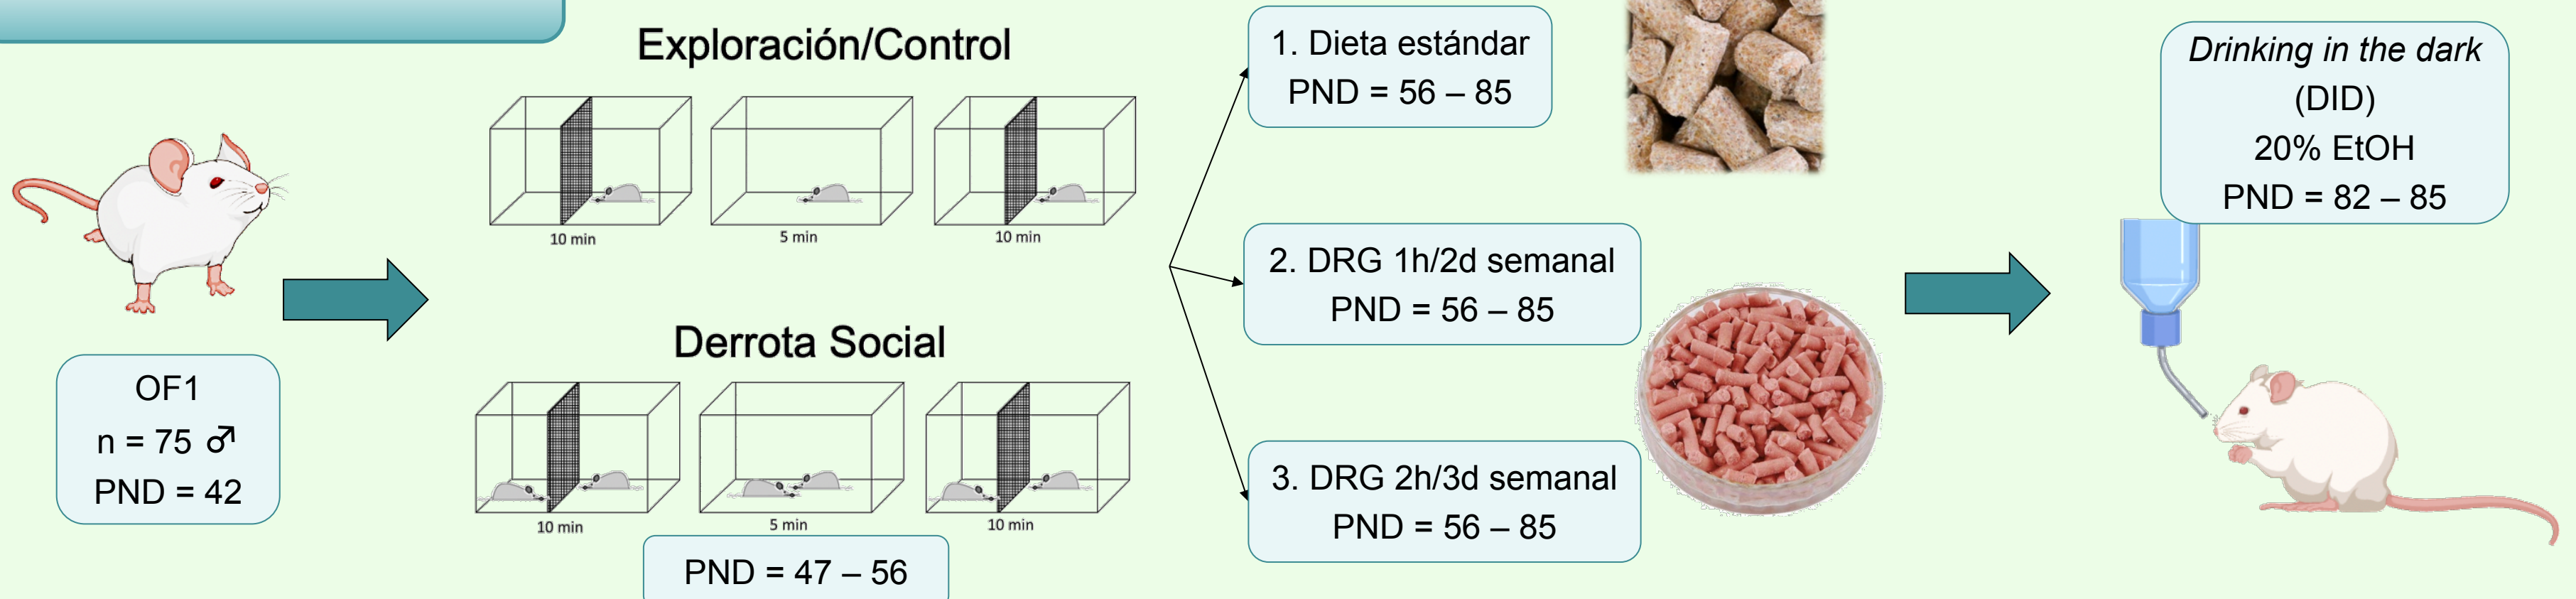 OF1
n = 75 ♂
PND = 42
Exploración/Control
10 min
5 min
10 min
Derrota Social
10 min
5 min
10 min
PND = 47 – 56
1. Dieta estándar
PND = 56 – 85
2. DRG 1h/2d semanal
PND = 56 – 85
3. DRG 2h/3d semanal
PND = 56 – 85
Drinking in the dark
(DID)
20% EtOH
PND = 82 – 85